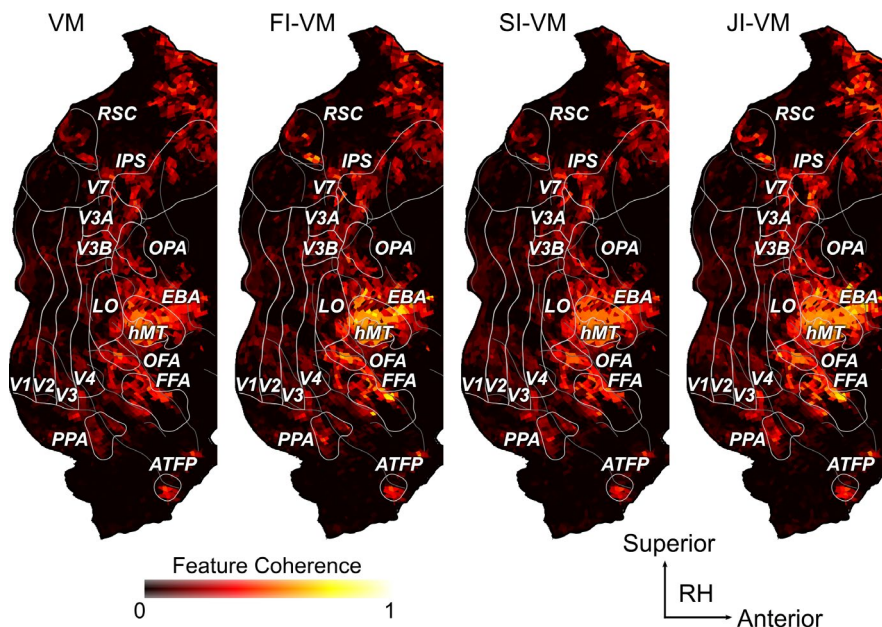 VM FI-VM SI-VM JI-VM
RSC RSC RSC RSC
IPS IPS IPS IPS
V7 V7 V7 V7
V3A V3A V3A V3A
V3B OPA V3B OPA V3B OPA V3B OPA
LO EBA LO EBA LO EBA LO EBA
hMT hMT hMT hMT
OFA OFA OFA OFA
V1 V2 V3 V4 FFA V1 V2 V3 V4 FFA V1 V2 V3 V4 FFA V1 V2 V3 V4 FFA
PPA PPA PPA PPA
ATFP ATFP ATFP ATFP
Feature Coherence
0 1
Superior
RH
Anterior